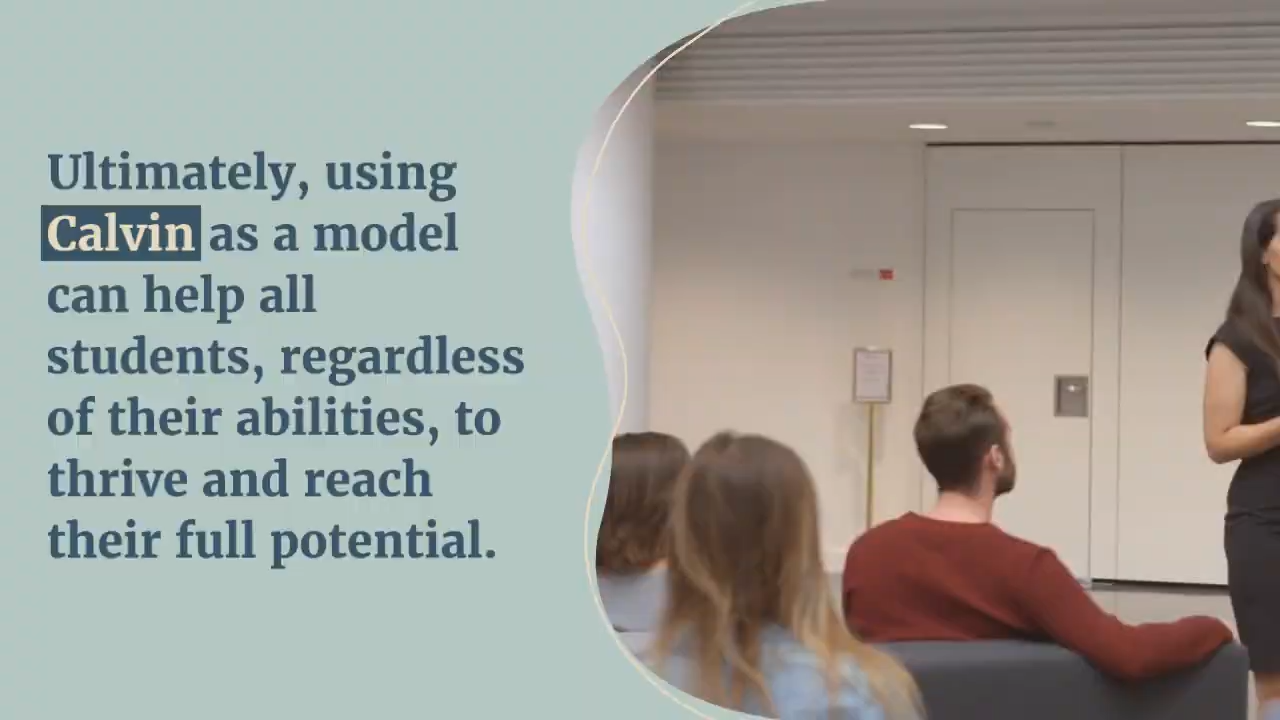 Ultimately, using
Calvin as a model
can help all
students, regardless
of their abilities, to
thrive and reach
their full potential.